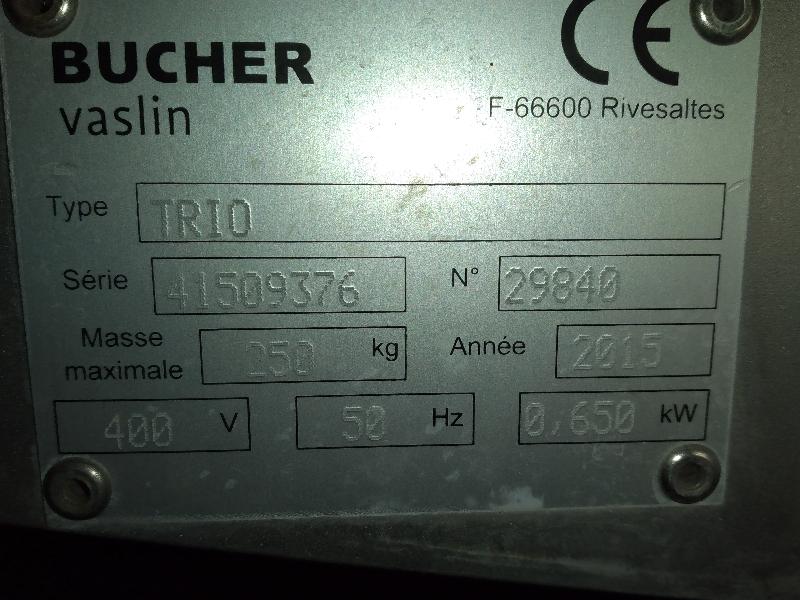 BUCHER
vaslin
CE
F-66600 Rivesaltes
Type TRIO
Série 41509376 N° 29840
Masse maximale 250 kg Année 2015
400 V 50 Hz 0,650 kW